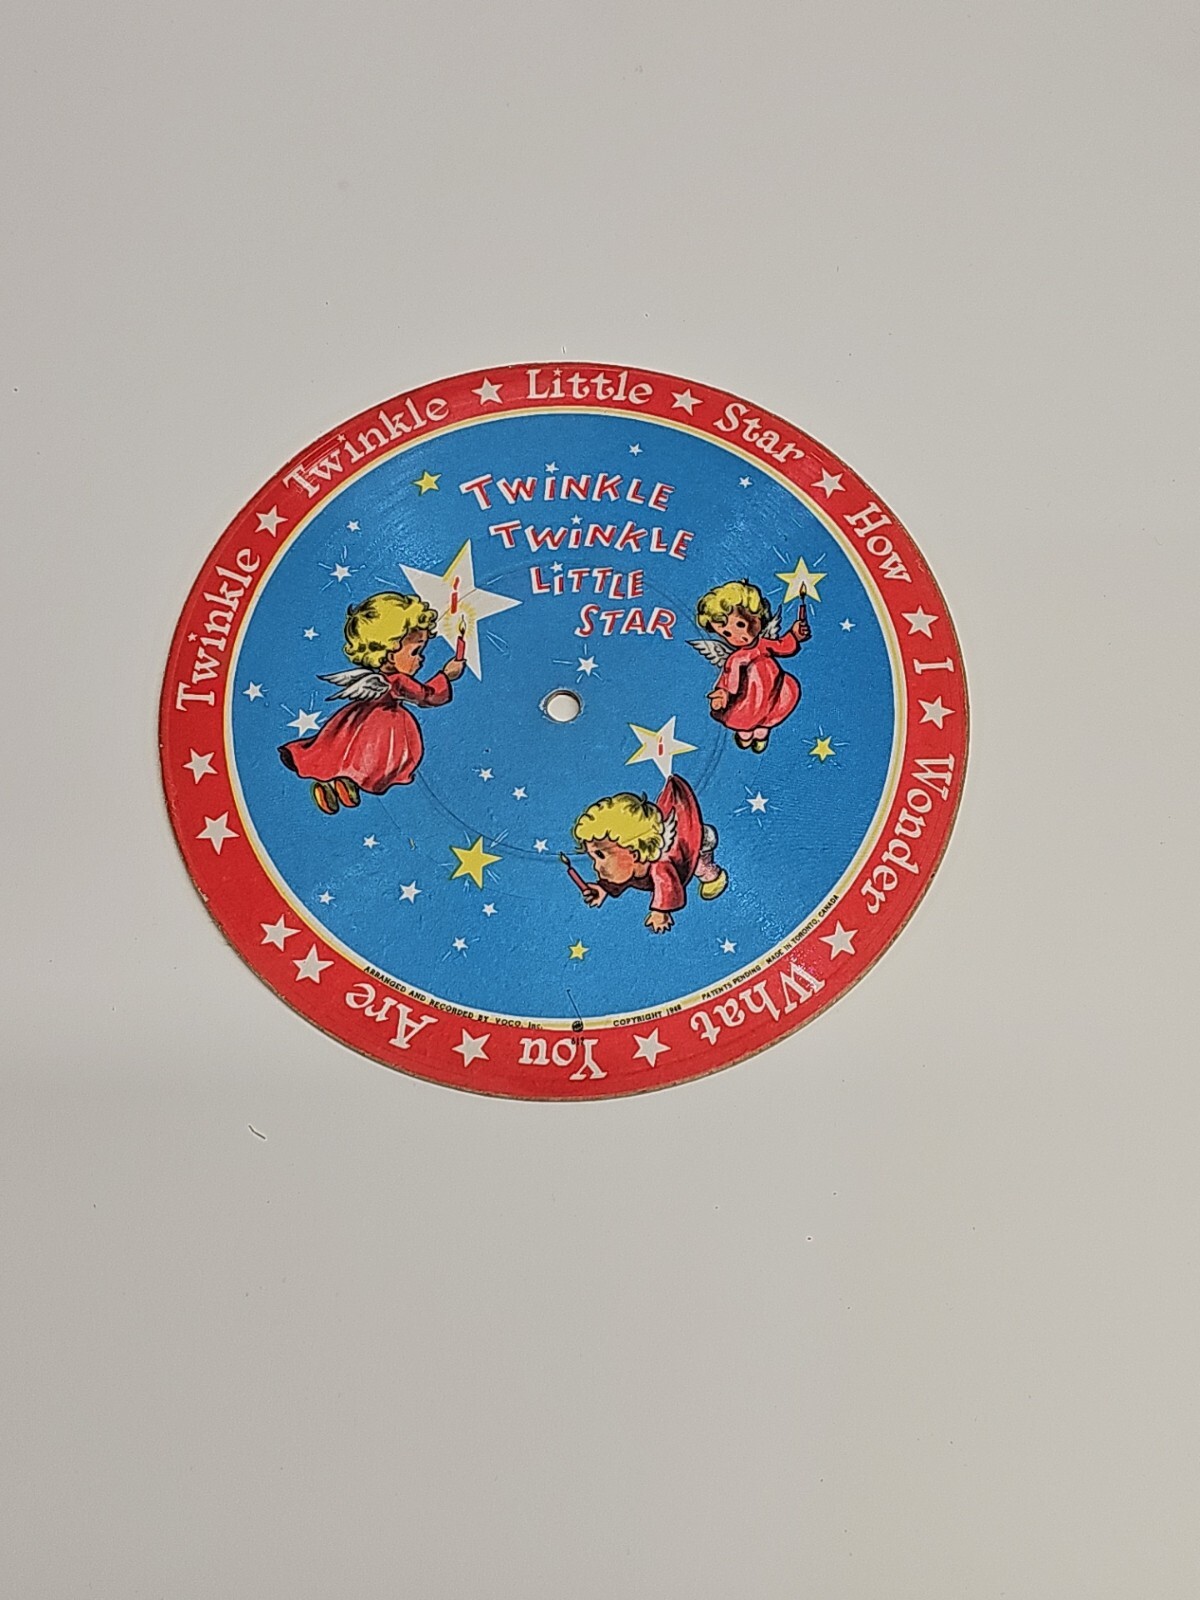 Twinkle ★ Twinkle ★ Little ★ Star ★ How ★ I ★ Wonder ★ What ★ You ★ Are
TWINKLE
TWINKLE
LITTLE
STAR
ARRANGED AND RECORDED BY VOCO, Inc.
COPYRIGHT 1948
PATENTS PENDING
MADE IN TORONTO, CANADA